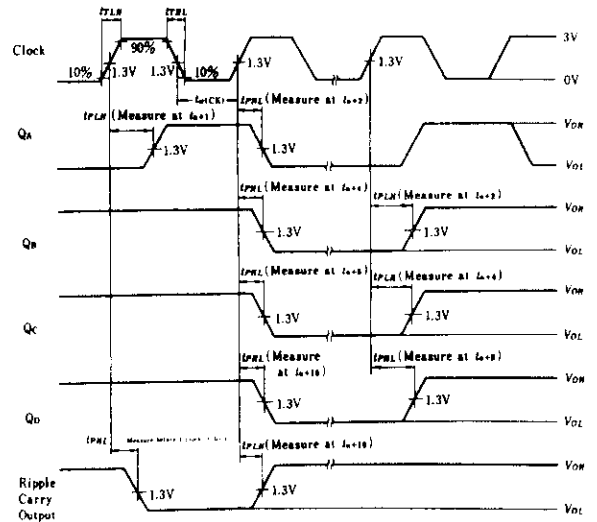 tTLH tTHL
Clock 10% 90% 10% 3V
1.3V 1.3V 1.3V 1.3V 0V
tw(CK)
tPLH (Measure at tn+1) tPHL (Measure at tn+2)
QA 1.3V 1.3V VOH
VOL
tPHL (Measure at tn+4) tPLH (Measure at tn+2)
QB 1.3V 1.3V VOH
VOL
tPHL (Measure at tn+8) tPLH (Measure at tn+4)
QC 1.3V 1.3V VOH
VOL
tPHL (Measure at tn+16) tPHL (Measure at tn+8)
QD 1.3V 1.3V VOH
VOL
tPHL Measure tPLH (Measure at tn+16)
Ripple Carry Output 1.3V 1.3V VOH
VOL